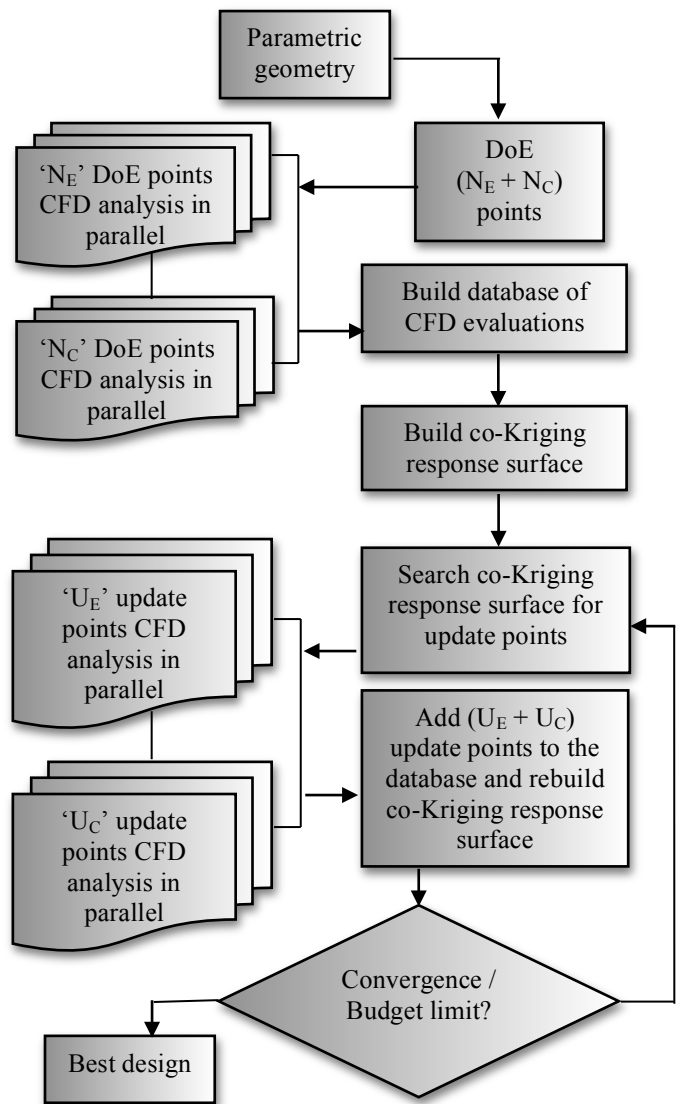 Parametric
geometry
DoE
(N_E + N_C)
points
‘N_E’ DoE points
CFD analysis in
parallel
‘N_C’ DoE points
CFD analysis in
parallel
Build database of
CFD evaluations
Build co-Kriging
response surface
Search co-Kriging
response surface for
update points
‘U_E’ update
points CFD
analysis in
parallel
‘U_C’ update
points CFD
analysis in
parallel
Add (U_E + U_C)
update points to the
database and rebuild
co-Kriging response
surface
Convergence /
Budget limit?
Best design